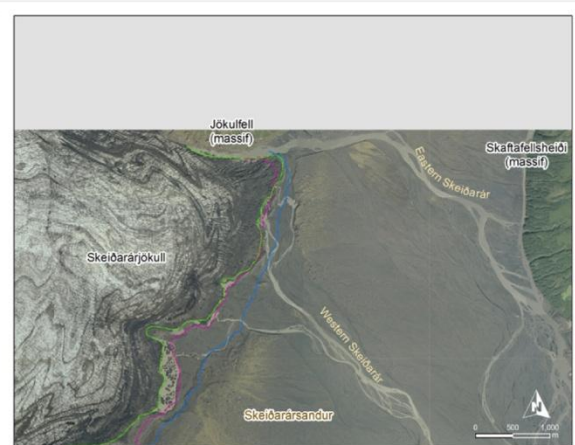 Jökulfell
(massif)
Skaftafellsheiði
(massif)
Eastern Skeiðarár
Skeiðarárjökull
Western Skeiðarár
Skeiðarársandur
N
0 500 1,000
m